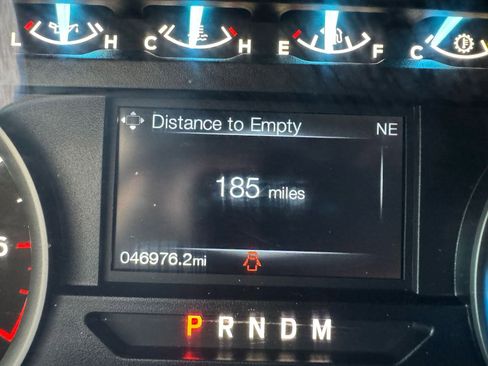 L H C H E F C
Distance to Empty NE
185 miles
046976.2mi
P R N D M